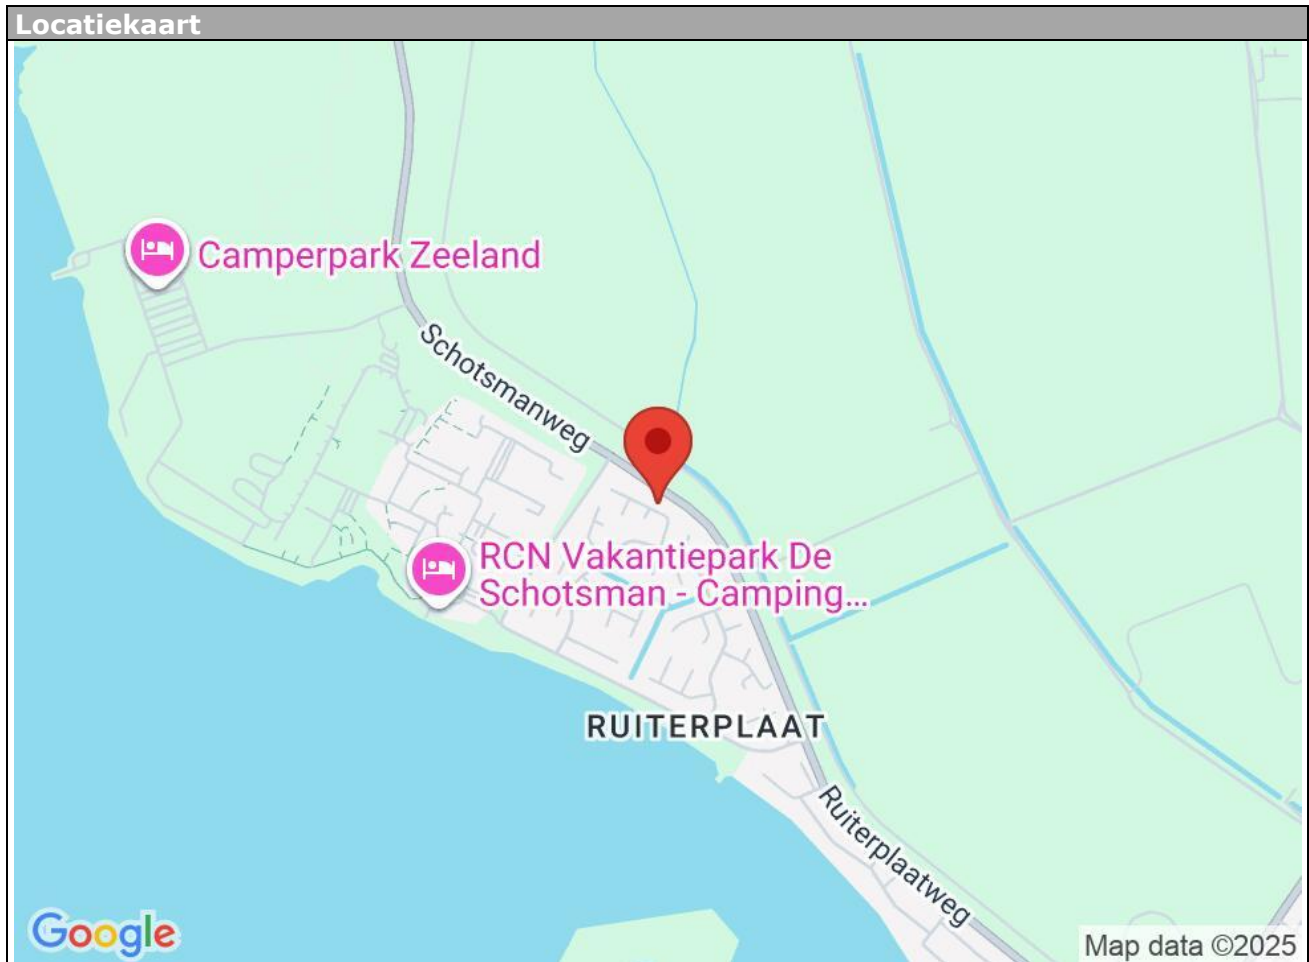 Locatiekaart
Camperpark Zeeland
Schotsmanweg
RCN Vakantiepark De
Schotsman - Camping...
RUITERPLAAT
Ruiterplaatweg
Google
Map data ©2025